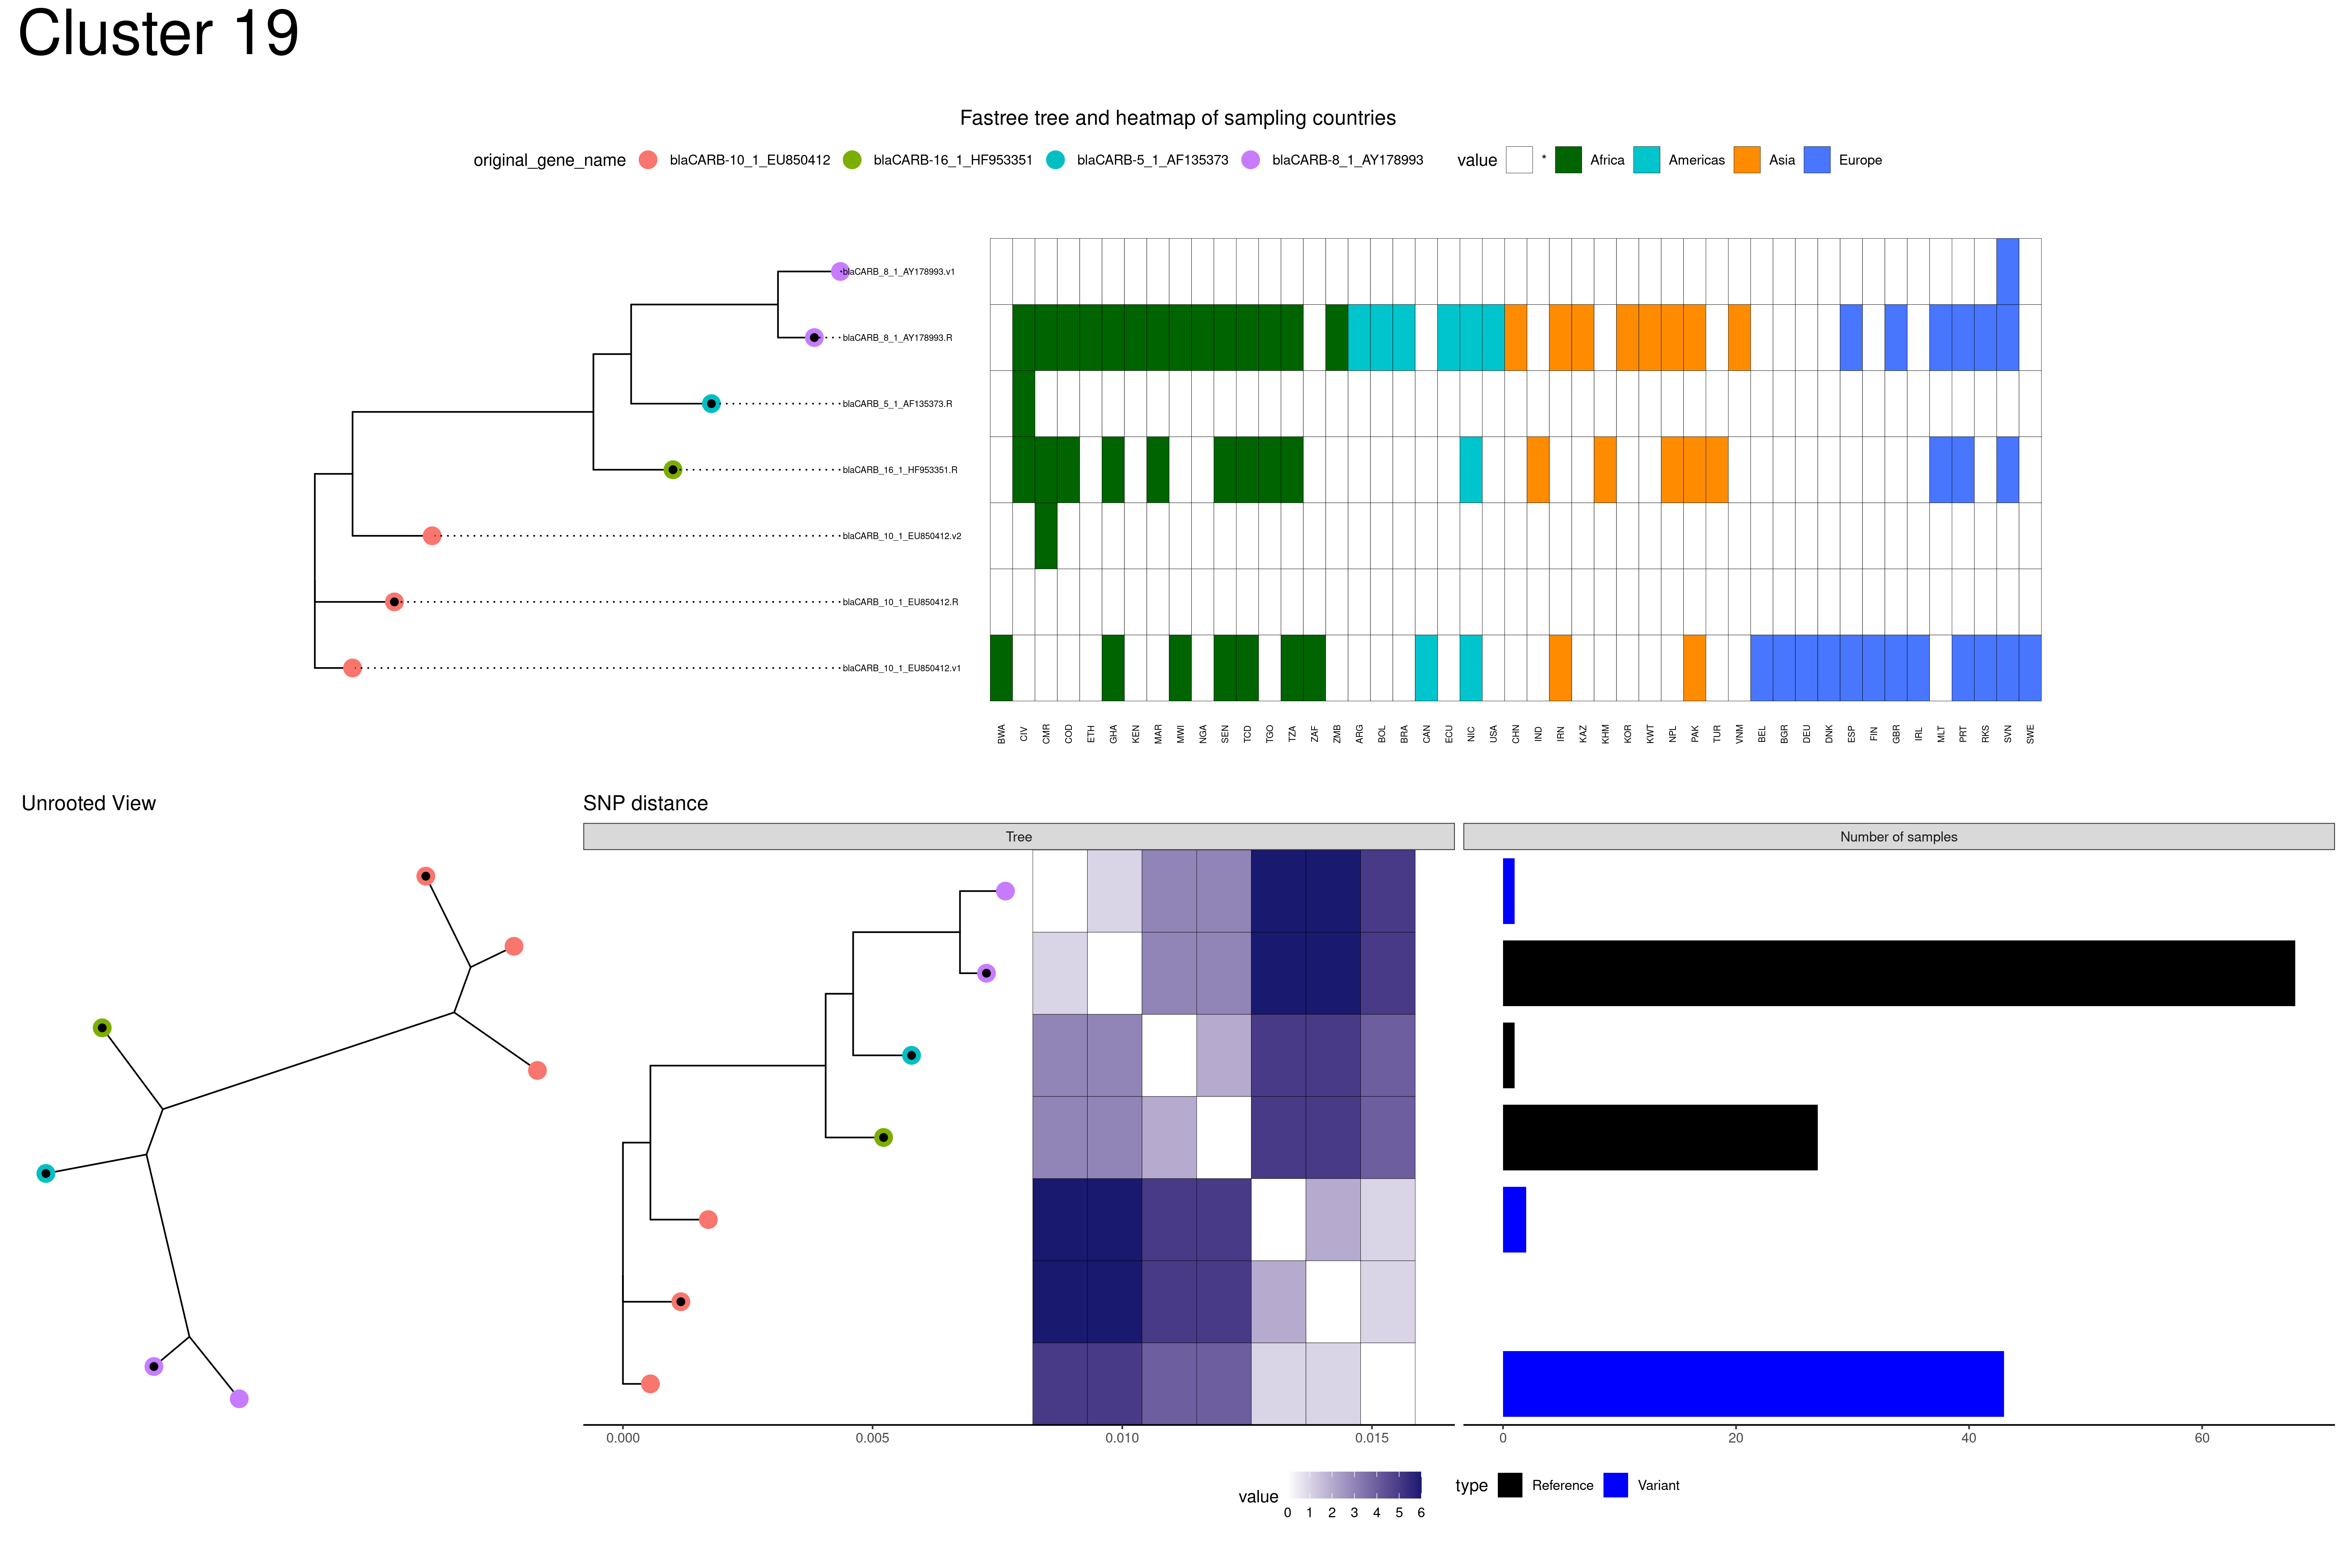 Cluster 19
Fastree tree and heatmap of sampling countries
original_gene_name blaCARB-10_1_EU850412 blaCARB-16_1_HF953351 blaCARB-5_1_AF135373 blaCARB-8_1_AY178993 value * Africa Americas Asia Europe
blaCARB_8_1_AY178993.v1
blaCARB_8_1_AY178993.R
blaCARB_5_1_AF135373.R
blaCARB_16_1_HF953351.R
blaCARB_10_1_EU850412.v2
blaCARB_10_1_EU850412.R
blaCARB_10_1_EU850412.v1
BWA CIV CMR COD ETH GHA KEN MAR MWI NGA SEN TCD TGO TZA ZAF ZMB ARG BOL BRA CAN ECU NIC USA CHN IND IRN KAZ KHM KOR KWT NPL PAK TUR VNM BEL BGR DEU DNK ESP FIN GBR IRL MLT PRT RKS SVN SWE
Unrooted View
SNP distance
Tree
Number of samples
0.000 0.005 0.010 0.015
0 20 40 60
value
0 1 2 3 4 5 6
type Reference Variant